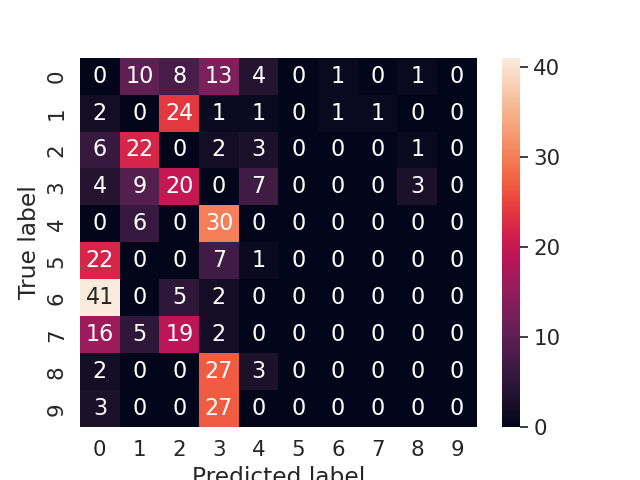 0 10 8 13 4 0 1 0 1 0
1 2 0 24 1 1 0 1 1 0 0
2 6 22 0 2 3 0 0 0 1 0
3 4 9 20 0 7 0 0 0 3 0
4 0 6 0 30 0 0 0 0 0 0
5 22 0 0 7 1 0 0 0 0 0
6 41 0 5 2 0 0 0 0 0 0
7 16 5 19 2 0 0 0 0 0 0
8 2 0 0 27 3 0 0 0 0 0
9 3 0 0 27 0 0 0 0 0 0
0 1 2 3 4 5 6 7 8 9
True label
Predicted label
40
30
20
10
0